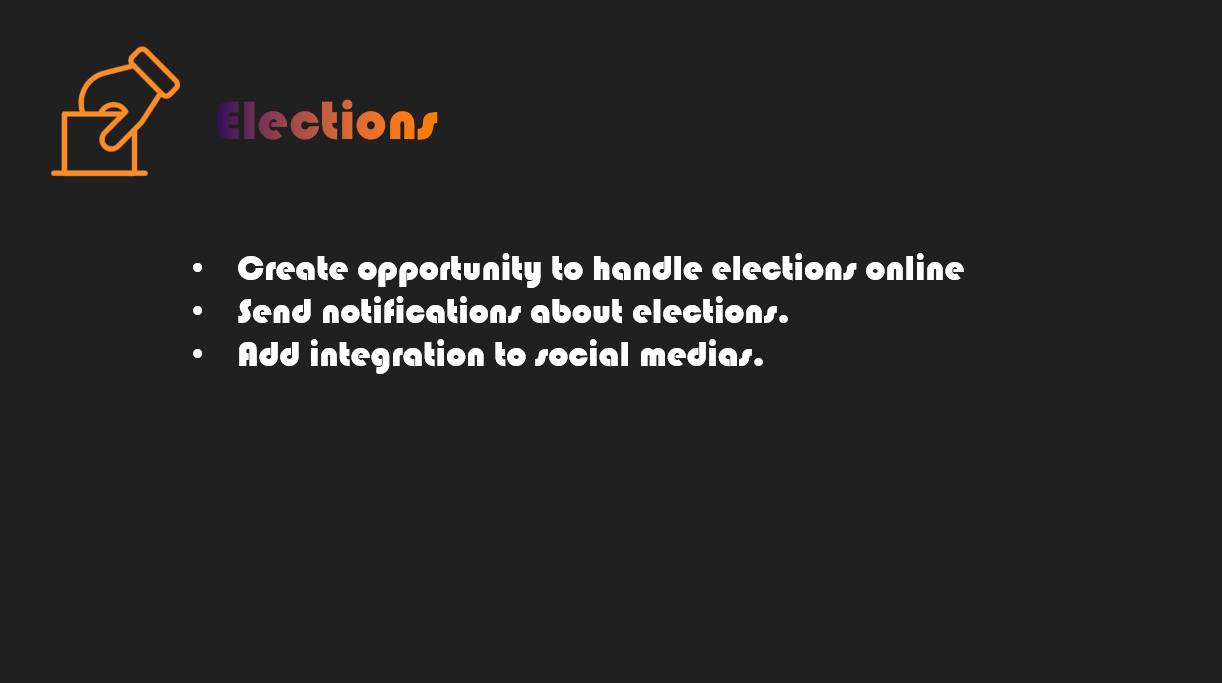 Elections
• Create opportunity to handle elections online
• Send notifications about elections.
• Add integration to social medias.